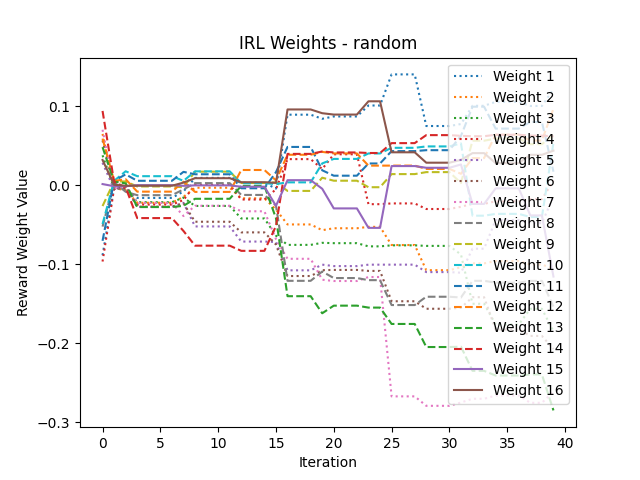 IRL Weights - random
Reward Weight Value
0.1
0.0
−0.1
−0.2
−0.3
0 5 10 15 20 25 30 35 40
Iteration
Weight 1
Weight 2
Weight 3
Weight 4
Weight 5
Weight 6
Weight 7
Weight 8
Weight 9
Weight 10
Weight 11
Weight 12
Weight 13
Weight 14
Weight 15
Weight 16